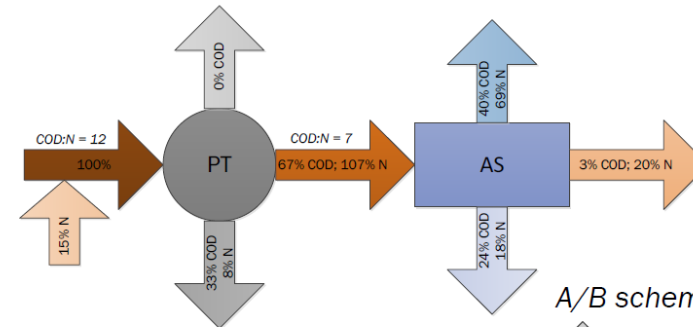 0% COD
COD:N = 12
100%
15% N
PT
33% COD
8% N
COD:N = 7
67% COD; 107% N
40% COD
69% N
AS
24% COD
18% N
3% COD; 20% N
A/B schem